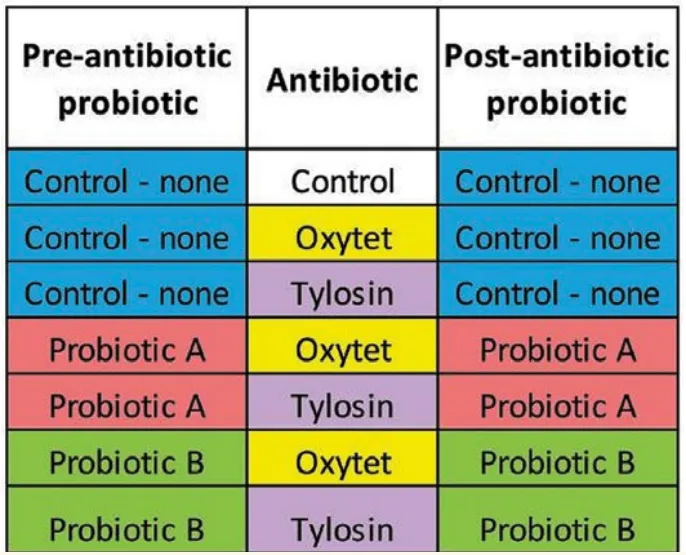 Pre-antibiotic probiotic Antibiotic Post-antibiotic probiotic
Control - none Control Control - none
Control - none Oxytet Control - none
Control - none Tylosin Control - none
Probiotic A Oxytet Probiotic A
Probiotic A Tylosin Probiotic A
Probiotic B Oxytet Probiotic B
Probiotic B Tylosin Probiotic B